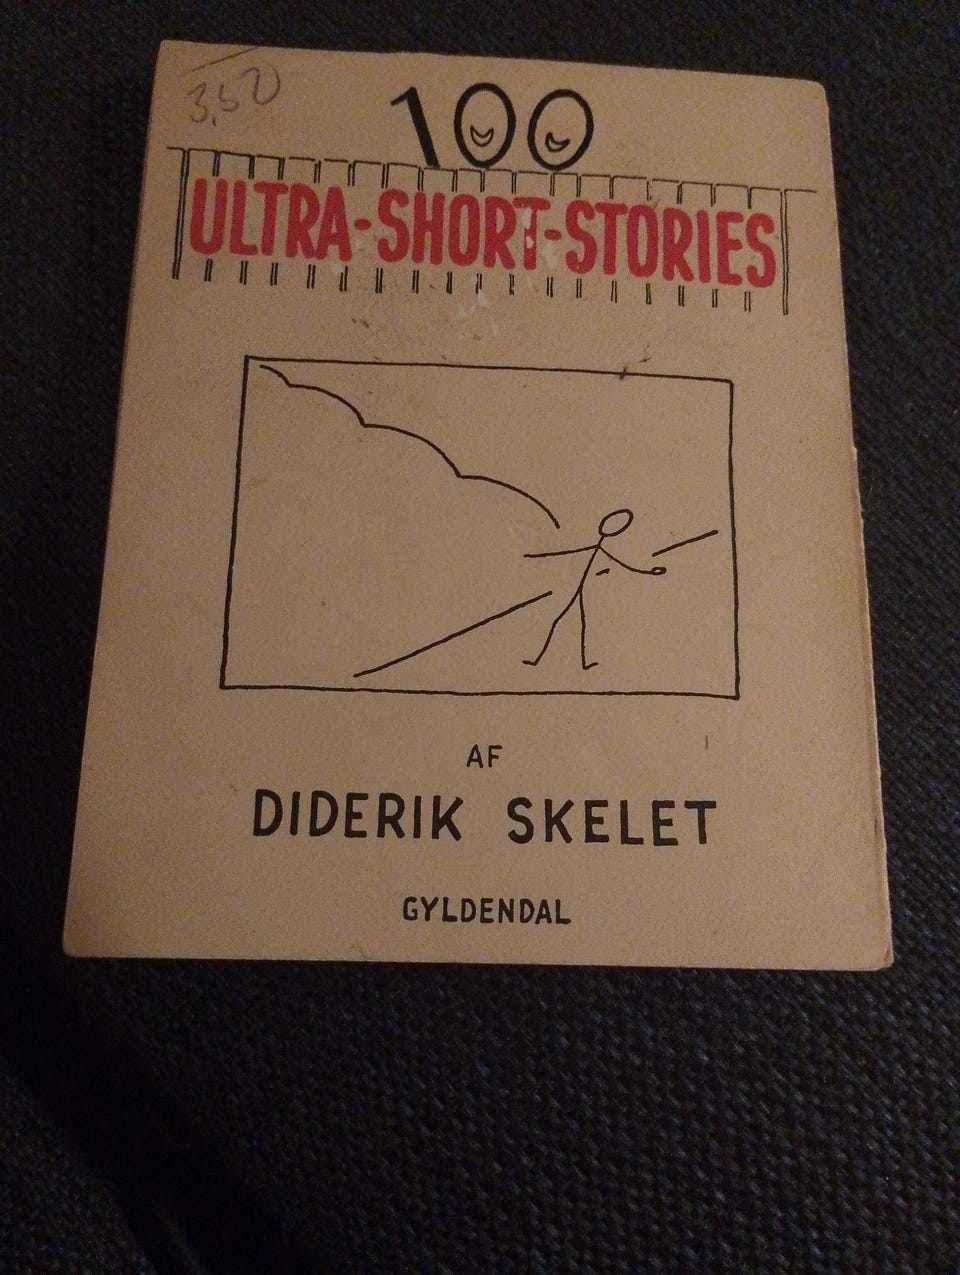 3,50
100
ULTRA-SHORT-STORIES
AF
DIDERIK SKELET
GYLDENDAL